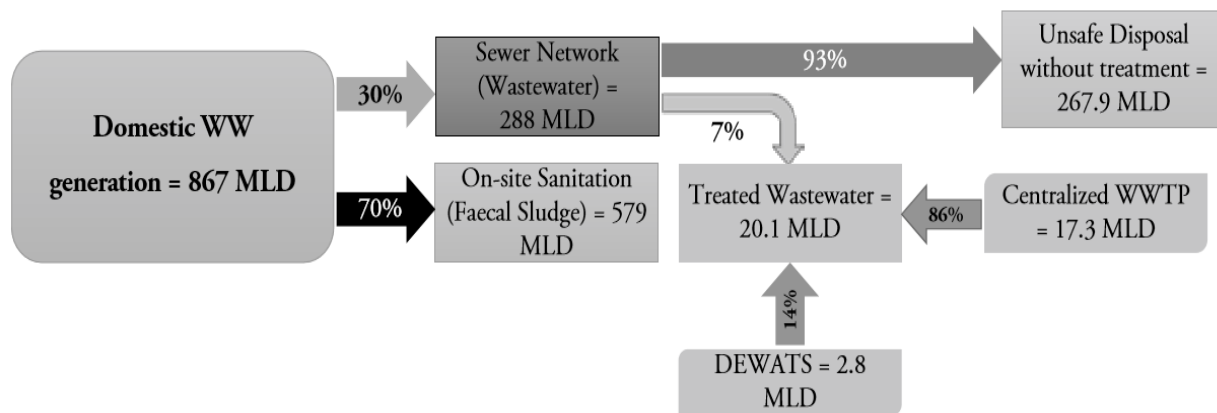 Domestic WW
generation = 867 MLD
30%
70%
Sewer Network
(Wastewater) =
288 MLD
On-site Sanitation
(Faecal Sludge) = 579
MLD
93%
7%
Unsafe Disposal
without treatment =
267.9 MLD
Treated Wastewater =
20.1 MLD
86%
Centralized WWTP
= 17.3 MLD
14%
DEWATS = 2.8
MLD